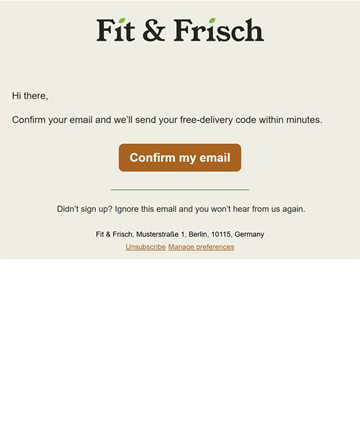 Fit & Frisch
Hi there,
Confirm your email and we’ll send your free-delivery code within minutes.
Confirm my email
Didn’t sign up? Ignore this email and you won’t hear from us again.
Fit & Frisch, Musterstraße 1, Berlin, 10115, Germany
Unsubscribe Manage preferences